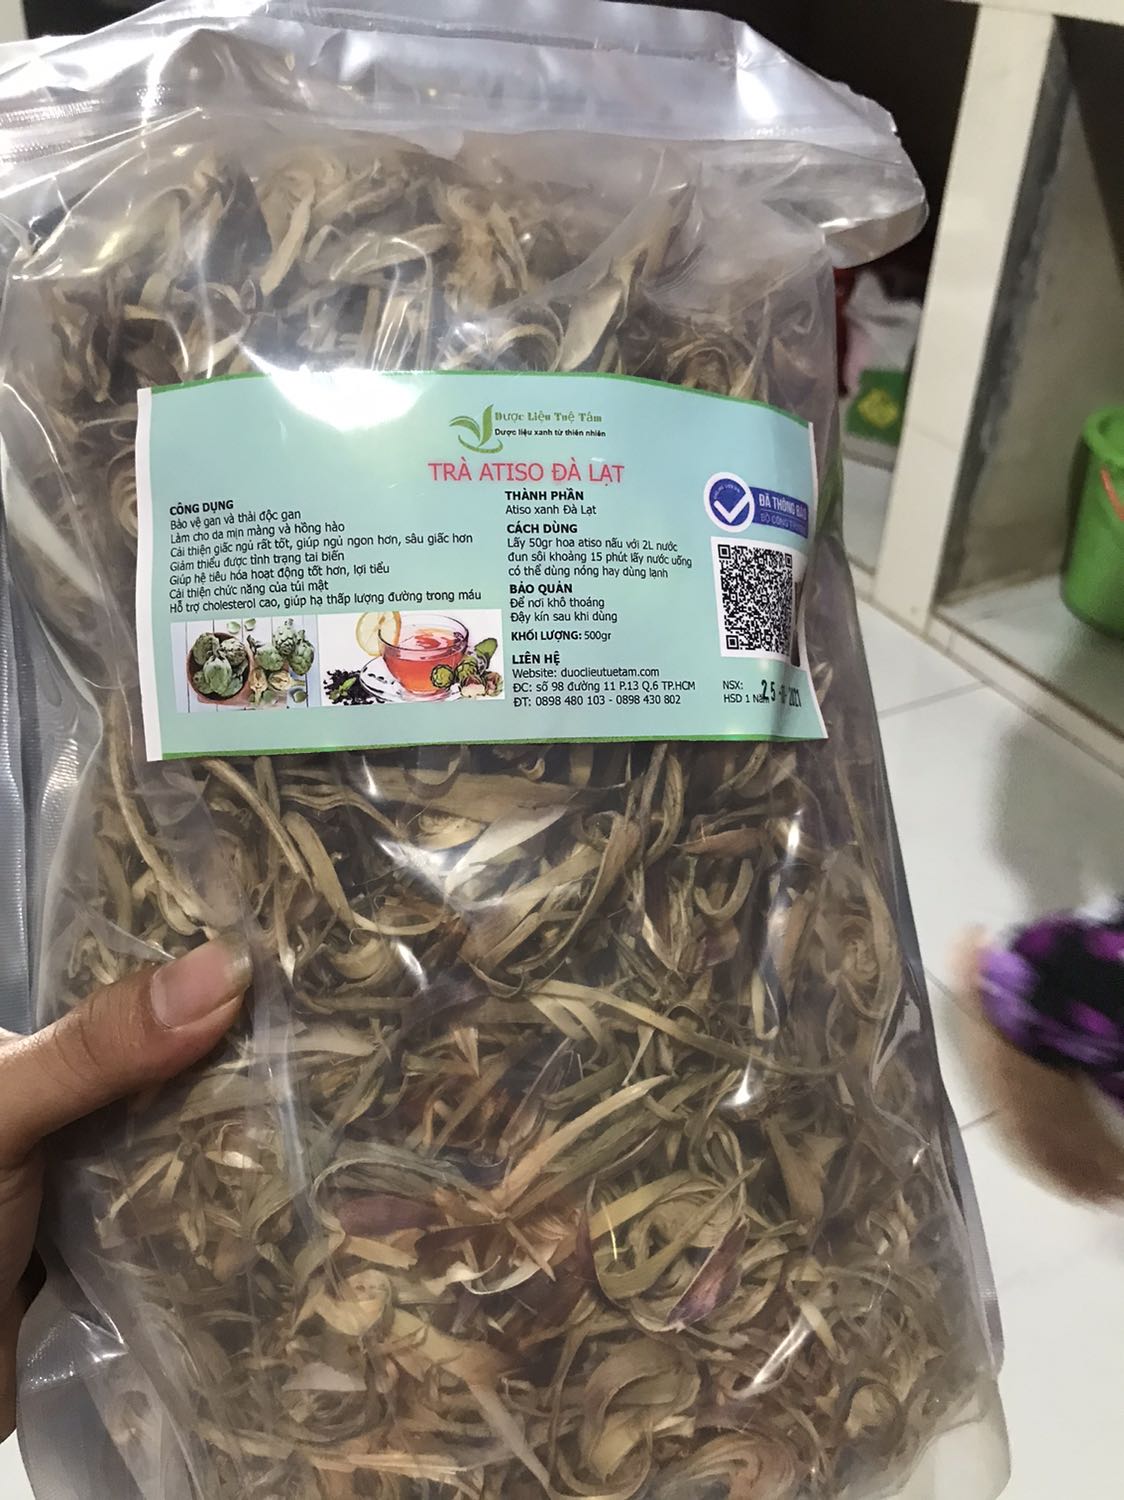 Dược Liệu Tuệ Tâm
Dược liệu xanh từ thiên nhiên
TRÀ ATISO ĐÀ LẠT
CÔNG DỤNG
Bảo vệ gan và thải độc gan
Làm cho da mịn màng và hồng hào
Cải thiện giấc ngủ rất tốt, giúp ngủ ngon hơn, sâu giấc hơn
Giảm thiểu được tình trạng tai biến
Giúp hệ tiêu hóa hoạt động tốt hơn, lợi tiểu
Cải thiện chức năng của túi mật
Hỗ trợ cholesterol cao, giúp hạ thấp lượng đường trong máu
THÀNH PHẦN
Atiso xanh Đà Lạt
CÁCH DÙNG
Lấy 50gr hoa atiso nấu với 2L nước
đun sôi khoảng 15 phút lấy nước uống
có thể dùng nóng hay dùng lạnh
BẢO QUẢN
Để nơi khô thoáng
Đậy kín sau khi dùng
KHỐI LƯỢNG: 500gr
LIÊN HỆ
Website: duoclieutuetam.com
ĐC: số 98 đường 11 P.13 Q.6 TP.HCM
ĐT: 0898 480 103 - 0898 430 802
ĐÃ THÔNG BÁO
BỘ CÔNG THƯƠNG
NSX:
HSD 1 Năm